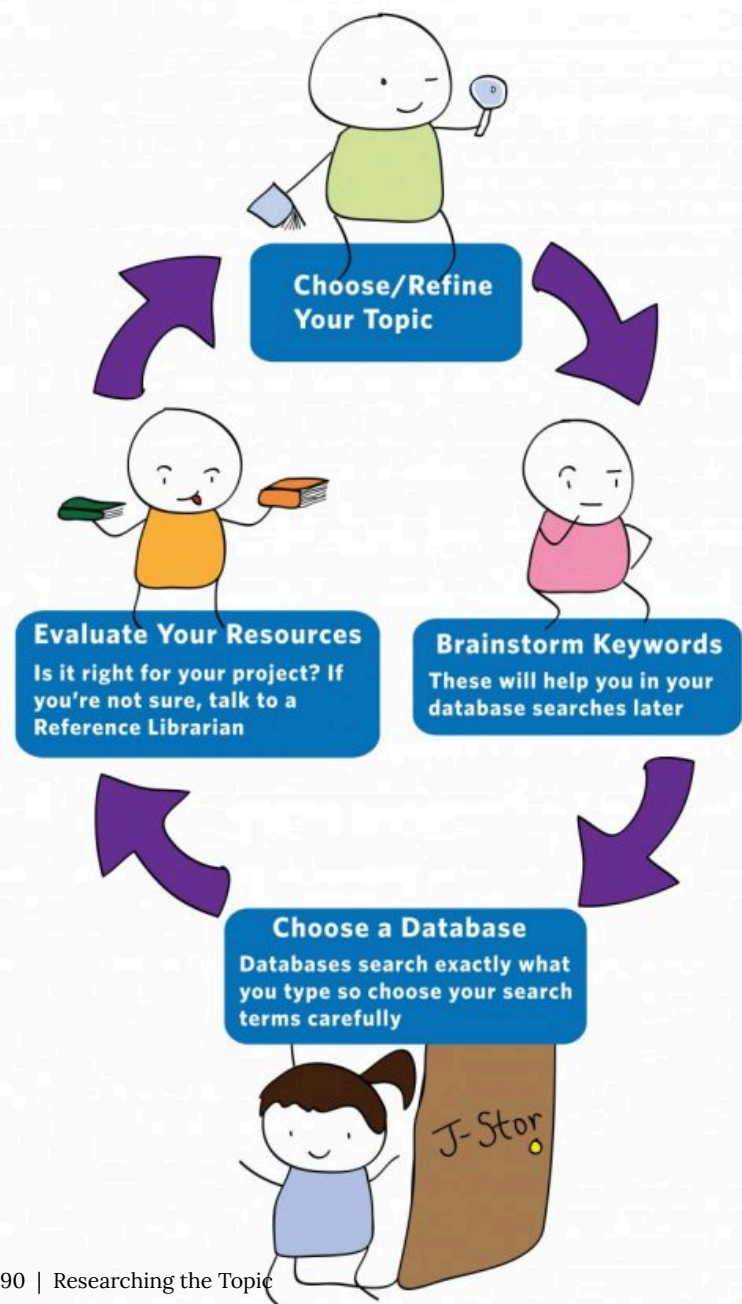 Choose/Refine
Your Topic
Evaluate Your Resources
Is it right for your project? If
you're not sure, talk to a
Reference Librarian
Brainstorm Keywords
These will help you in your
database searches later
Choose a Database
Databases search exactly what
you type so choose your search
terms carefully
J-Stor
90 | Researching the Topic